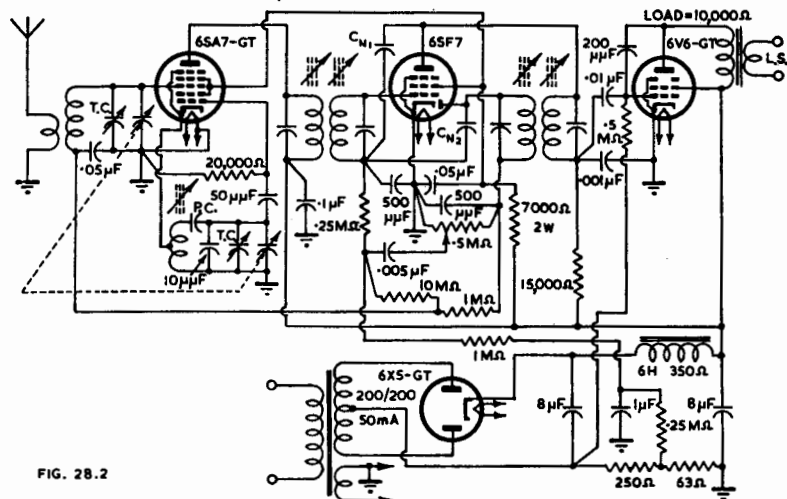 LOAD=10,000Ω
6SA7-GT
C N1
6SF7
200 μμF
6V6-GT
L.S.
.01μF
T.C.
.5 MΩ
C N2
.05μF
20,000Ω
.05μF
.001μF
50μμF
.1μF
500 μμF
500 μμF
7000Ω 2W
P.C.
T.C.
.25MΩ
.5MΩ
10μμF
.005μF
15,000Ω
10MΩ
1MΩ
1MΩ
6H 350Ω
6X5-GT
200/200
50mA
8μF
1μF
8μF
.25MΩ
250Ω
63Ω
FIG. 28.2